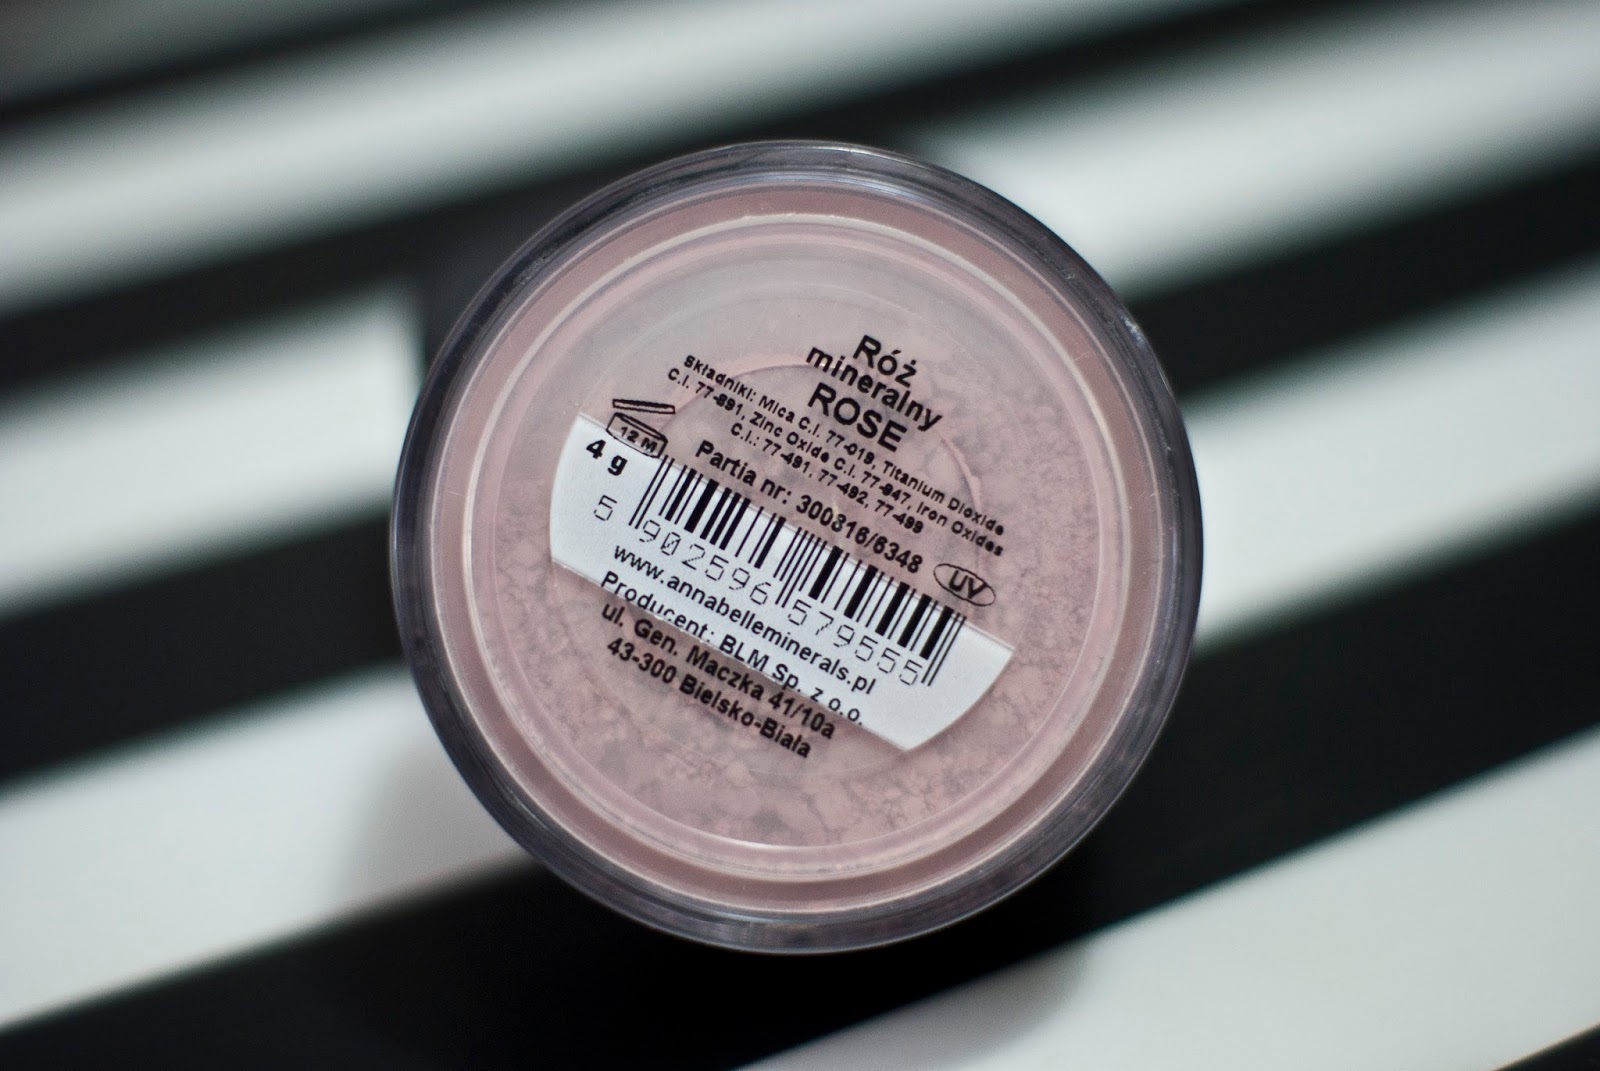 Róż
mineralny
ROSE
Składniki: Mica C.I. 77-019, Titanium Dioxide
C.I. 77-891, Zinc Oxide C.I. 77-947, Iron Oxides
C.I.: 77-491, 77-492, 77-499
Partia nr: 300816/6348
12 M
4 g
UV
5 902596 579555
www.annabelleminerals.pl
Producent: BLM Sp. z o.o.
ul. Gen. Maczka 41/10a
43-300 Bielsko-Biała